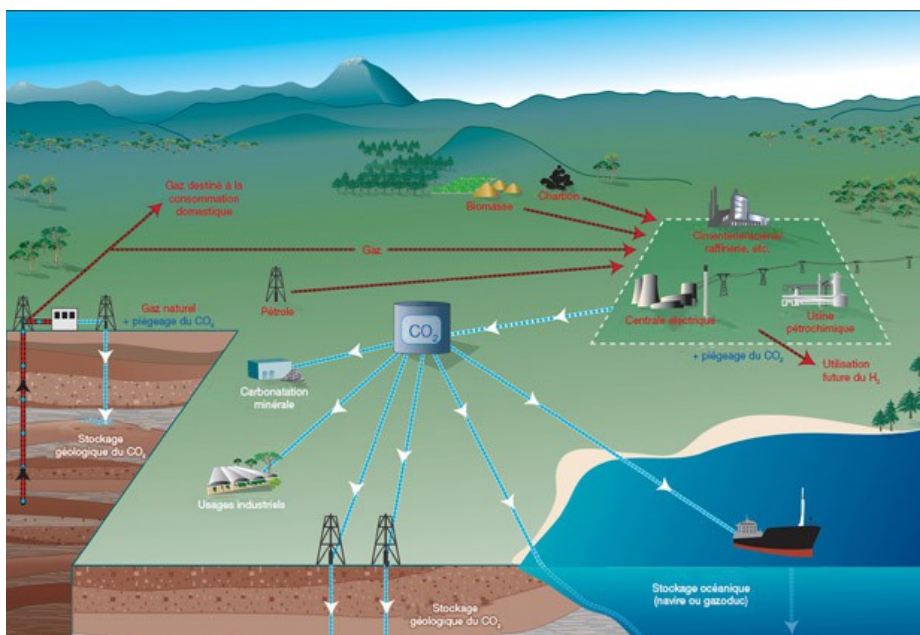 Gaz destiné à la
consommation
domestique
Biomasse
Charbon
Cimenterie/aciérie/
raffinerie, etc.
Gaz
Gaz naturel
+ piégeage du CO₂
Pétrole
CO₂
Centrale électrique
Usine
pétrochimique
+ piégeage du CO₂
Utilisation
future du H₂
Carbonatation
minérale
Stockage
géologique du CO₂
Usages industriels
Stockage océanique
(navire ou gazoduc)
Stockage
géologique du CO₂